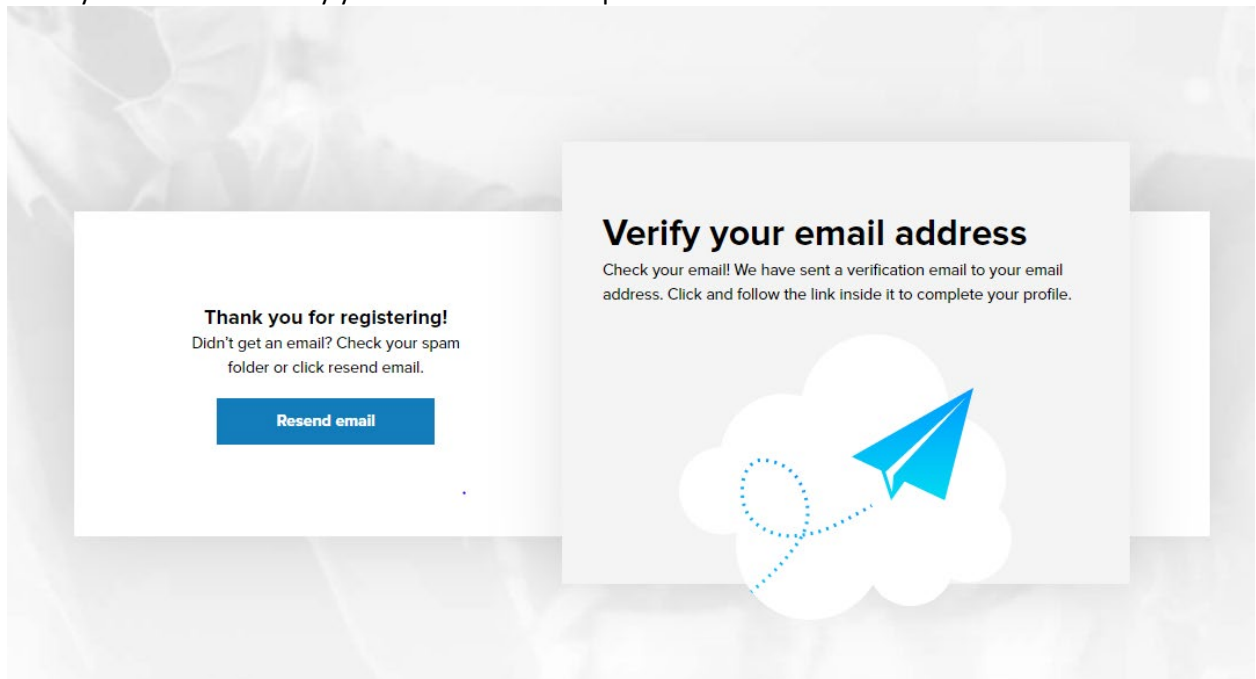 Thank you for registering!
Didn't get an email? Check your spam
folder or click resend email.
Resend email
Verify your email address
Check your email! We have sent a verification email to your email
address. Click and follow the link inside it to complete your profile.